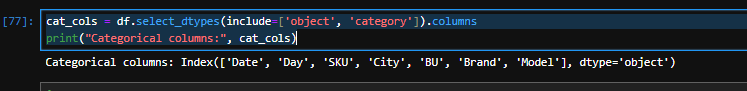 [77]: cat_cols = df.select_dtypes(include=['object', 'category']).columns
print("Categorical columns:", cat_cols)
Categorical columns: Index(['Date', 'Day', 'SKU', 'City', 'BU', 'Brand', 'Model'], dtype='object')